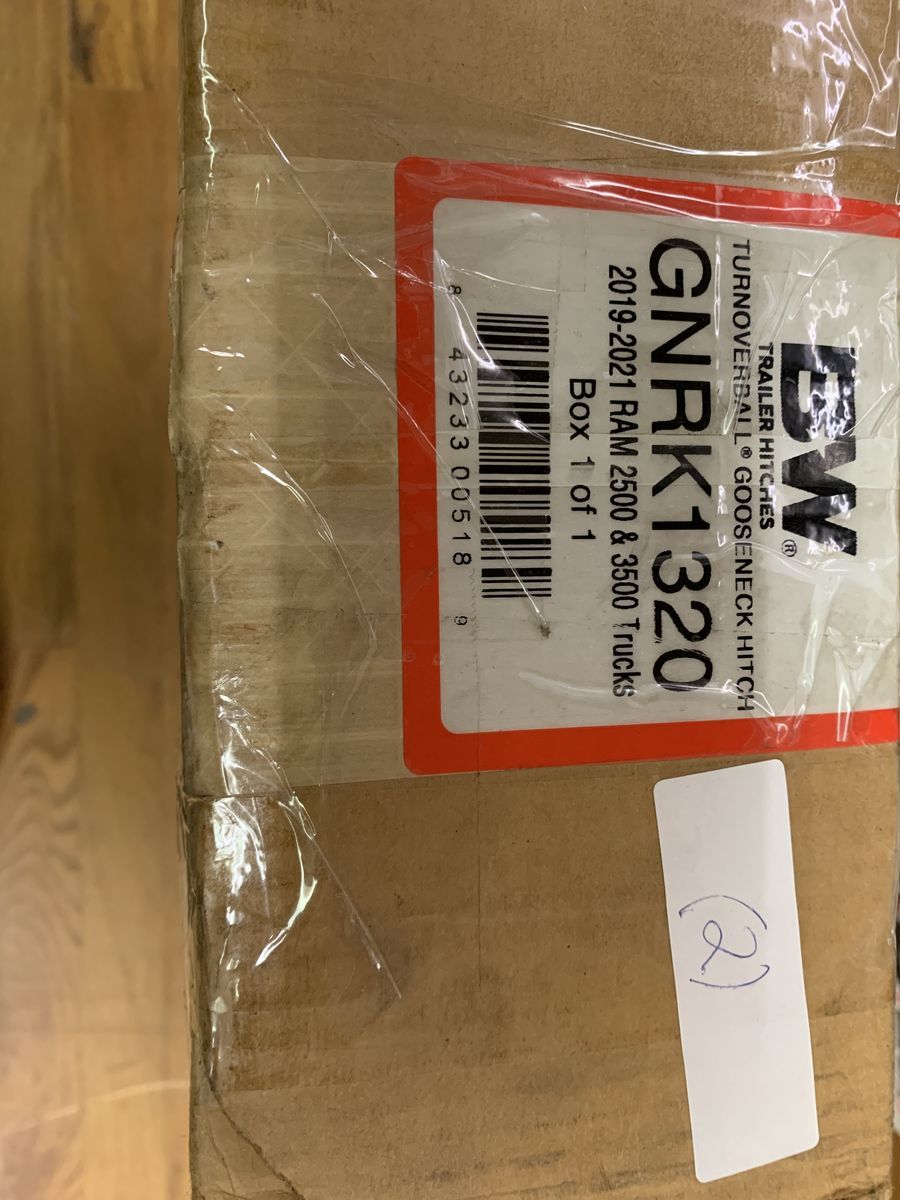 BW®
TRAILER HITCHES
TURNOVERBALL® GOOSENECK HITCH
GNRK1320
2019-2021 RAM 2500 & 3500 Trucks
Box 1 of 1
8 43233 00518 9
(2)